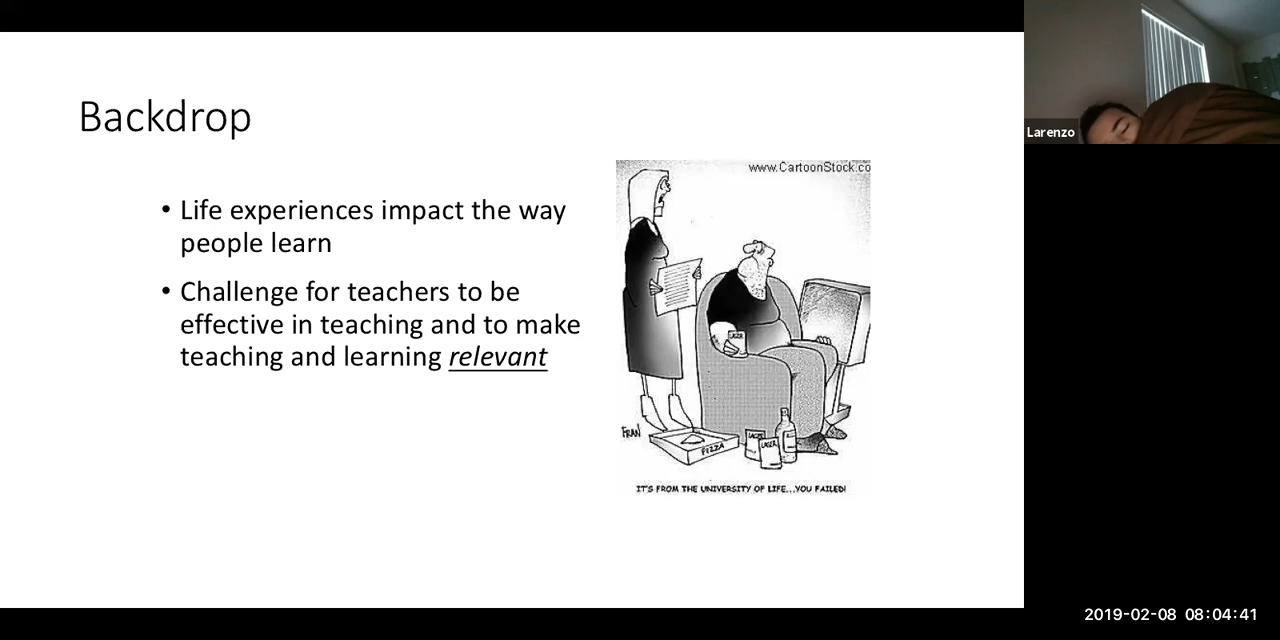 Backdrop
• Life experiences impact the way
people learn
• Challenge for teachers to be
effective in teaching and to make
teaching and learning relevant
www.CartoonStock.co
LAGER
FRAN
PIZZA
LAGER
LAGER
IT'S FROM THE UNIVERSITY OF LIFE...YOU FAILED!
Larenzo
2019-02-08 08:04:41